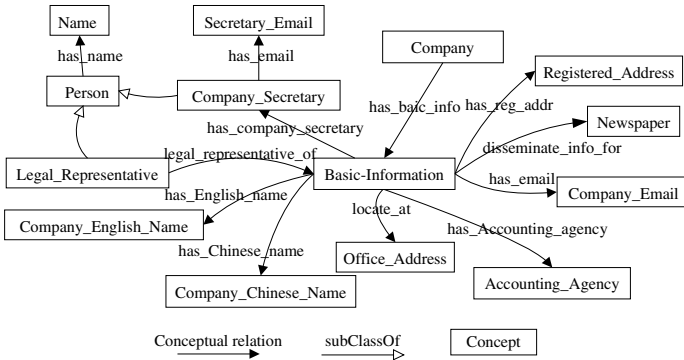 Name
Secretary_Email
Company
has_name
has_email
Registered_Address
Person
Company_Secretary
has_baic_info
has_reg_addr
Newspaper
has_company_secretary
disseminate_info_for
legal_representative_of
Legal_Representative
Basic-Information
has_email
Company_Email
has_English_name
locate_at
Company_English_Name
has_Accounting_agency
has_Chinese_name
Office_Address
Company_Chinese_Name
Accounting_Agency
Conceptual relation
subClassOf
Concept